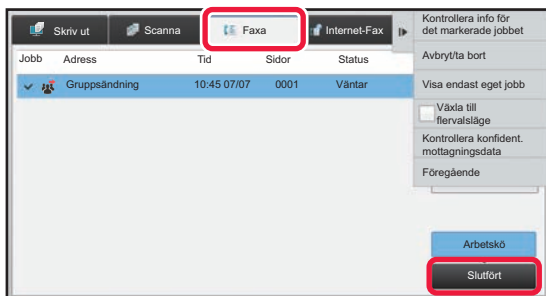 Skriv ut
Scanna
Faxa
Internet-Fax
Jobb Adress Tid Sidor Status
Gruppsändning 10:45 07/07 0001 Väntar
Kontrollera info för
det markerade jobbet
Avbryt/ta bort
Visa endast eget jobb
Växla till
flervalsläge
Kontrollera konfident.
mottagningsdata
Föregående
Arbetskö
Slutfört